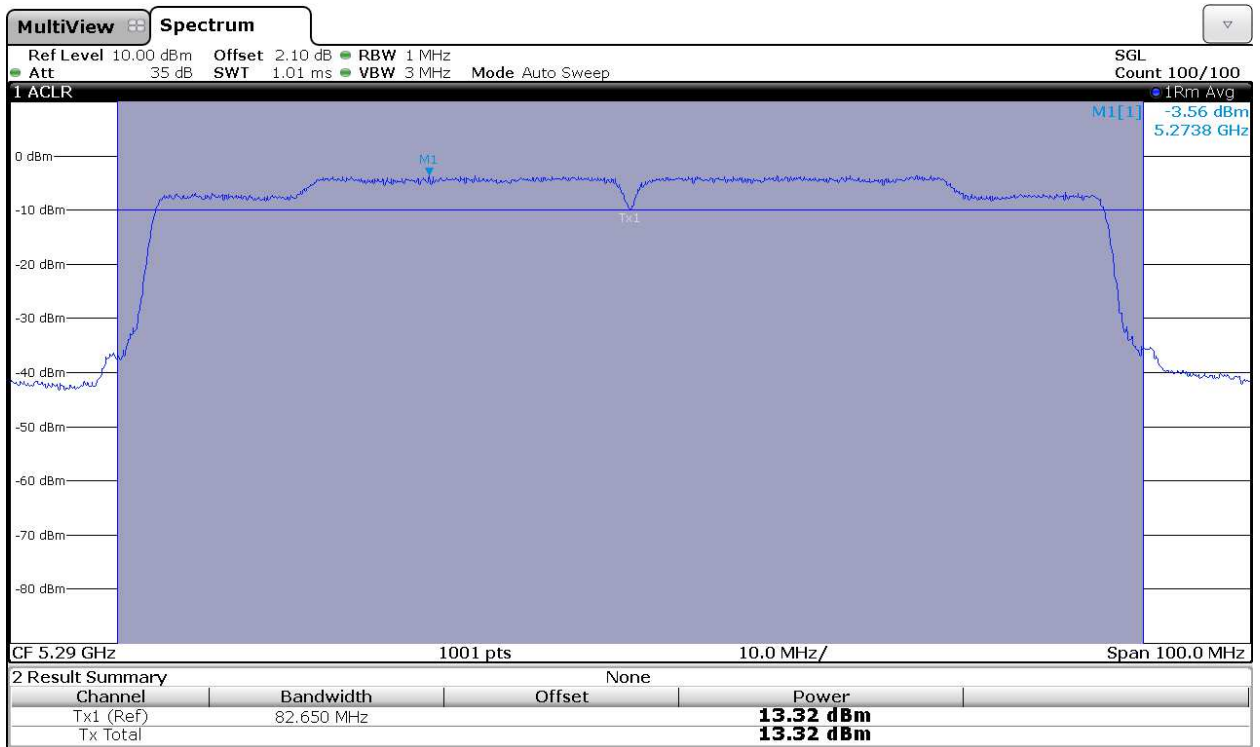 MultiView Spectrum
Ref Level 10.00 dBm Offset 2.10 dB RBW 1 MHz SGL
Att 35 dB SWT 1.01 ms VBW 3 MHz Mode Auto Sweep Count 100/100
1 ACLR 1Rm Avg
M1[1] -3.56 dBm
5.2738 GHz
0 dBm
M1
-10 dBm
Tx1
-20 dBm
-30 dBm
-40 dBm
-50 dBm
-60 dBm
-70 dBm
-80 dBm
CF 5.29 GHz 1001 pts 10.0 MHz/ Span 100.0 MHz
2 Result Summary None
Channel Bandwidth Offset Power
Tx1 (Ref) 82.650 MHz 13.32 dBm
Tx Total 13.32 dBm